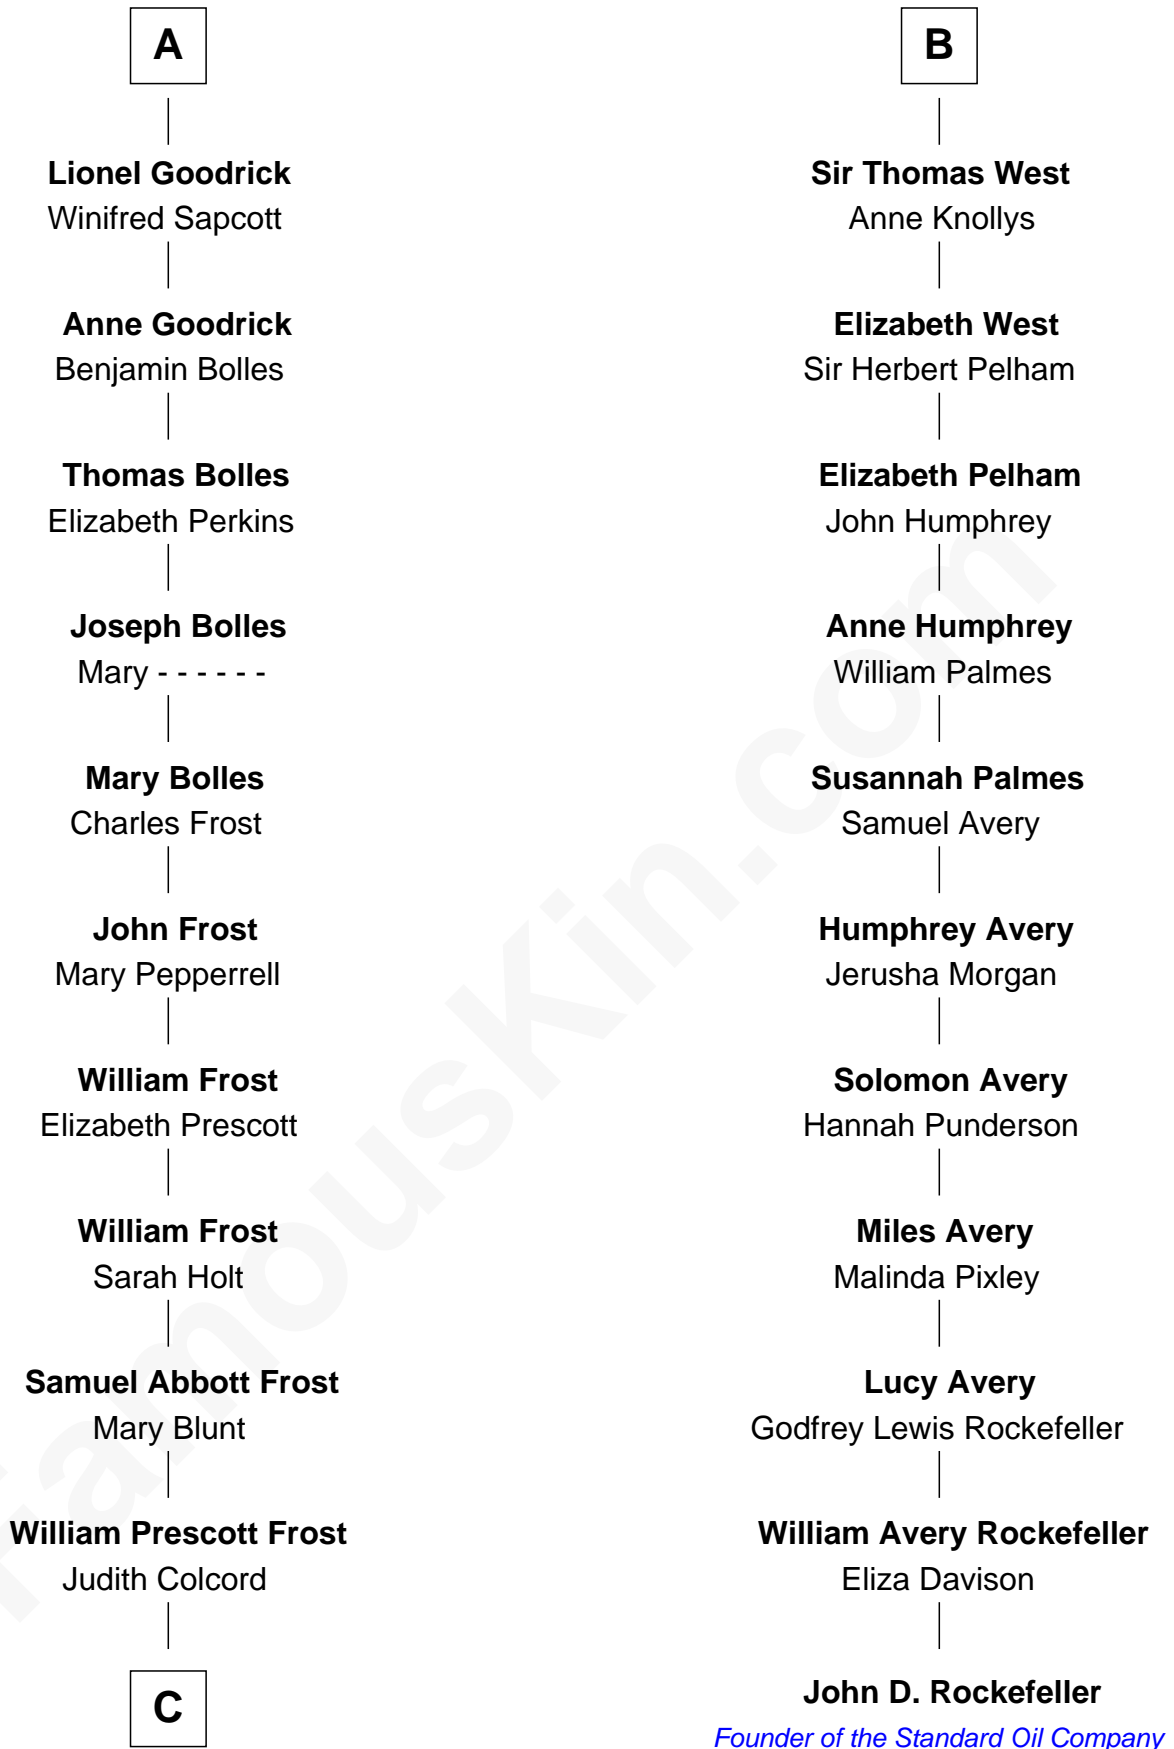 A
Lionel Goodrick
Winifred Sapcott
Anne Goodrick
Benjamin Bolles
Thomas Bolles
Elizabeth Perkins
Joseph Bolles
Mary - - - - - -
Mary Bolles
Charles Frost
John Frost
Mary Pepperrell
William Frost
Elizabeth Prescott
William Frost
Sarah Holt
Samuel Abbott Frost
Mary Blunt
William Prescott Frost
Judith Colcord
C
B
Sir Thomas West
Anne Knollys
Elizabeth West
Sir Herbert Pelham
Elizabeth Pelham
John Humphrey
Anne Humphrey
William Palmes
Susannah Palmes
Samuel Avery
Humphrey Avery
Jerusha Morgan
Solomon Avery
Hannah Punderson
Miles Avery
Malinda Pixley
Lucy Avery
Godfrey Lewis Rockefeller
William Avery Rockefeller
Eliza Davison
John D. Rockefeller
Founder of the Standard Oil Company
FamousKin.com